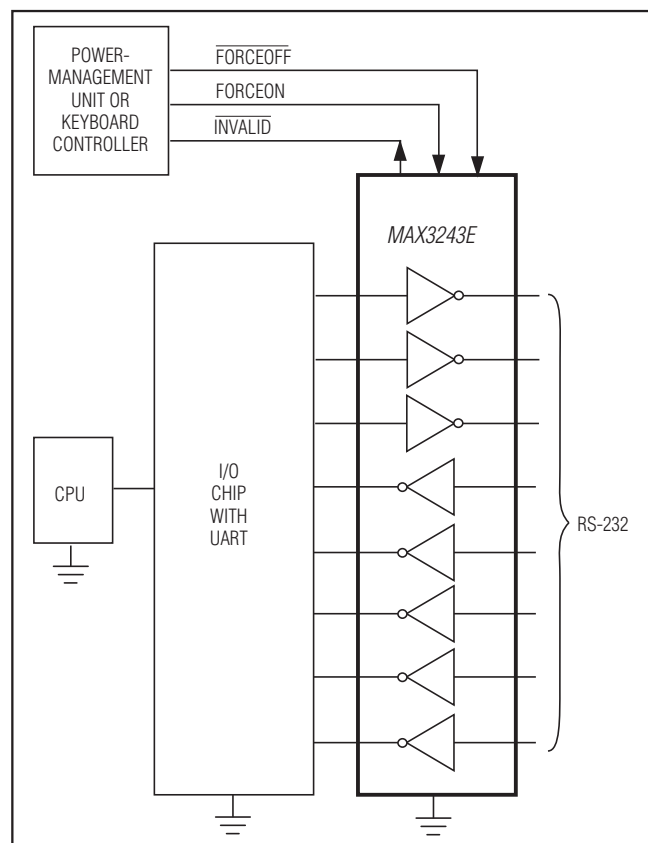 POWER-
MANAGEMENT
UNIT OR
KEYBOARD
CONTROLLER
FORCEOFF
FORCEON
INVALID
MAX3243E
CPU
I/O
CHIP
WITH
UART
RS-232